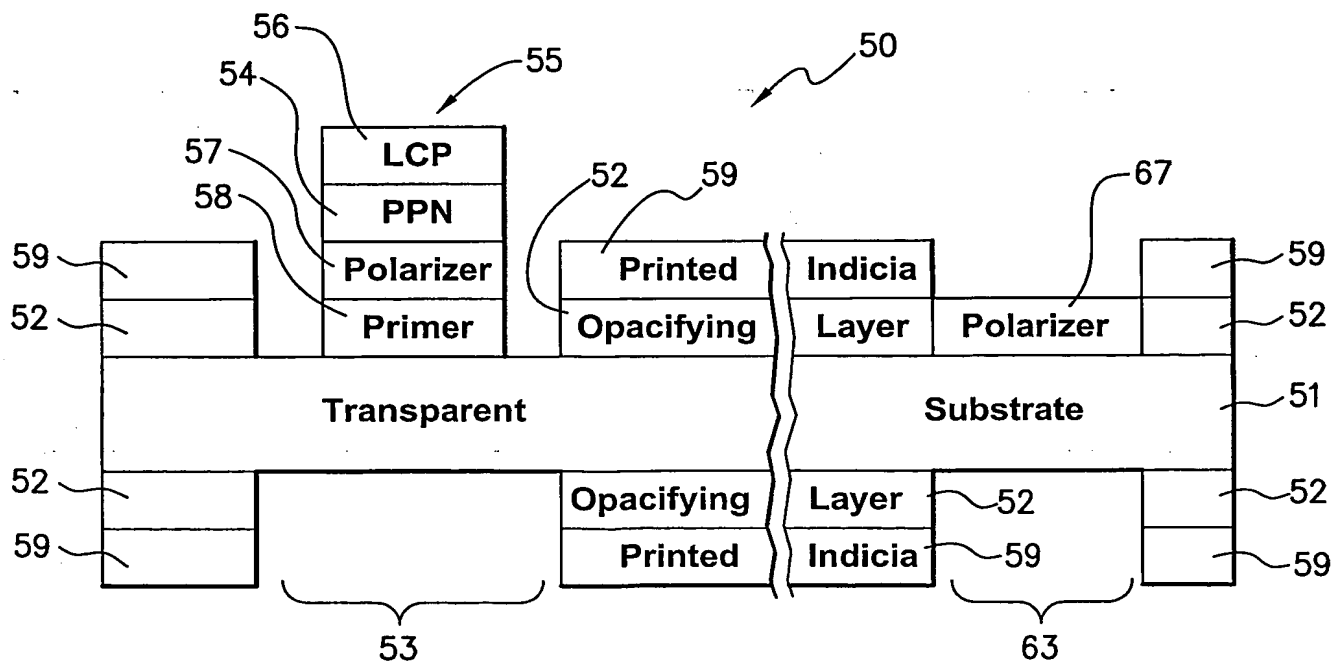 56
55
50
54
LCP
57
PPN
52
59
67
58
59
Polarizer
Printed
Indicia
59
52
Primer
Opacifying
Layer
Polarizer
52
Transparent
Substrate
51
52
Opacifying
Layer
52
52
59
Printed
Indicia
59
59
53
63